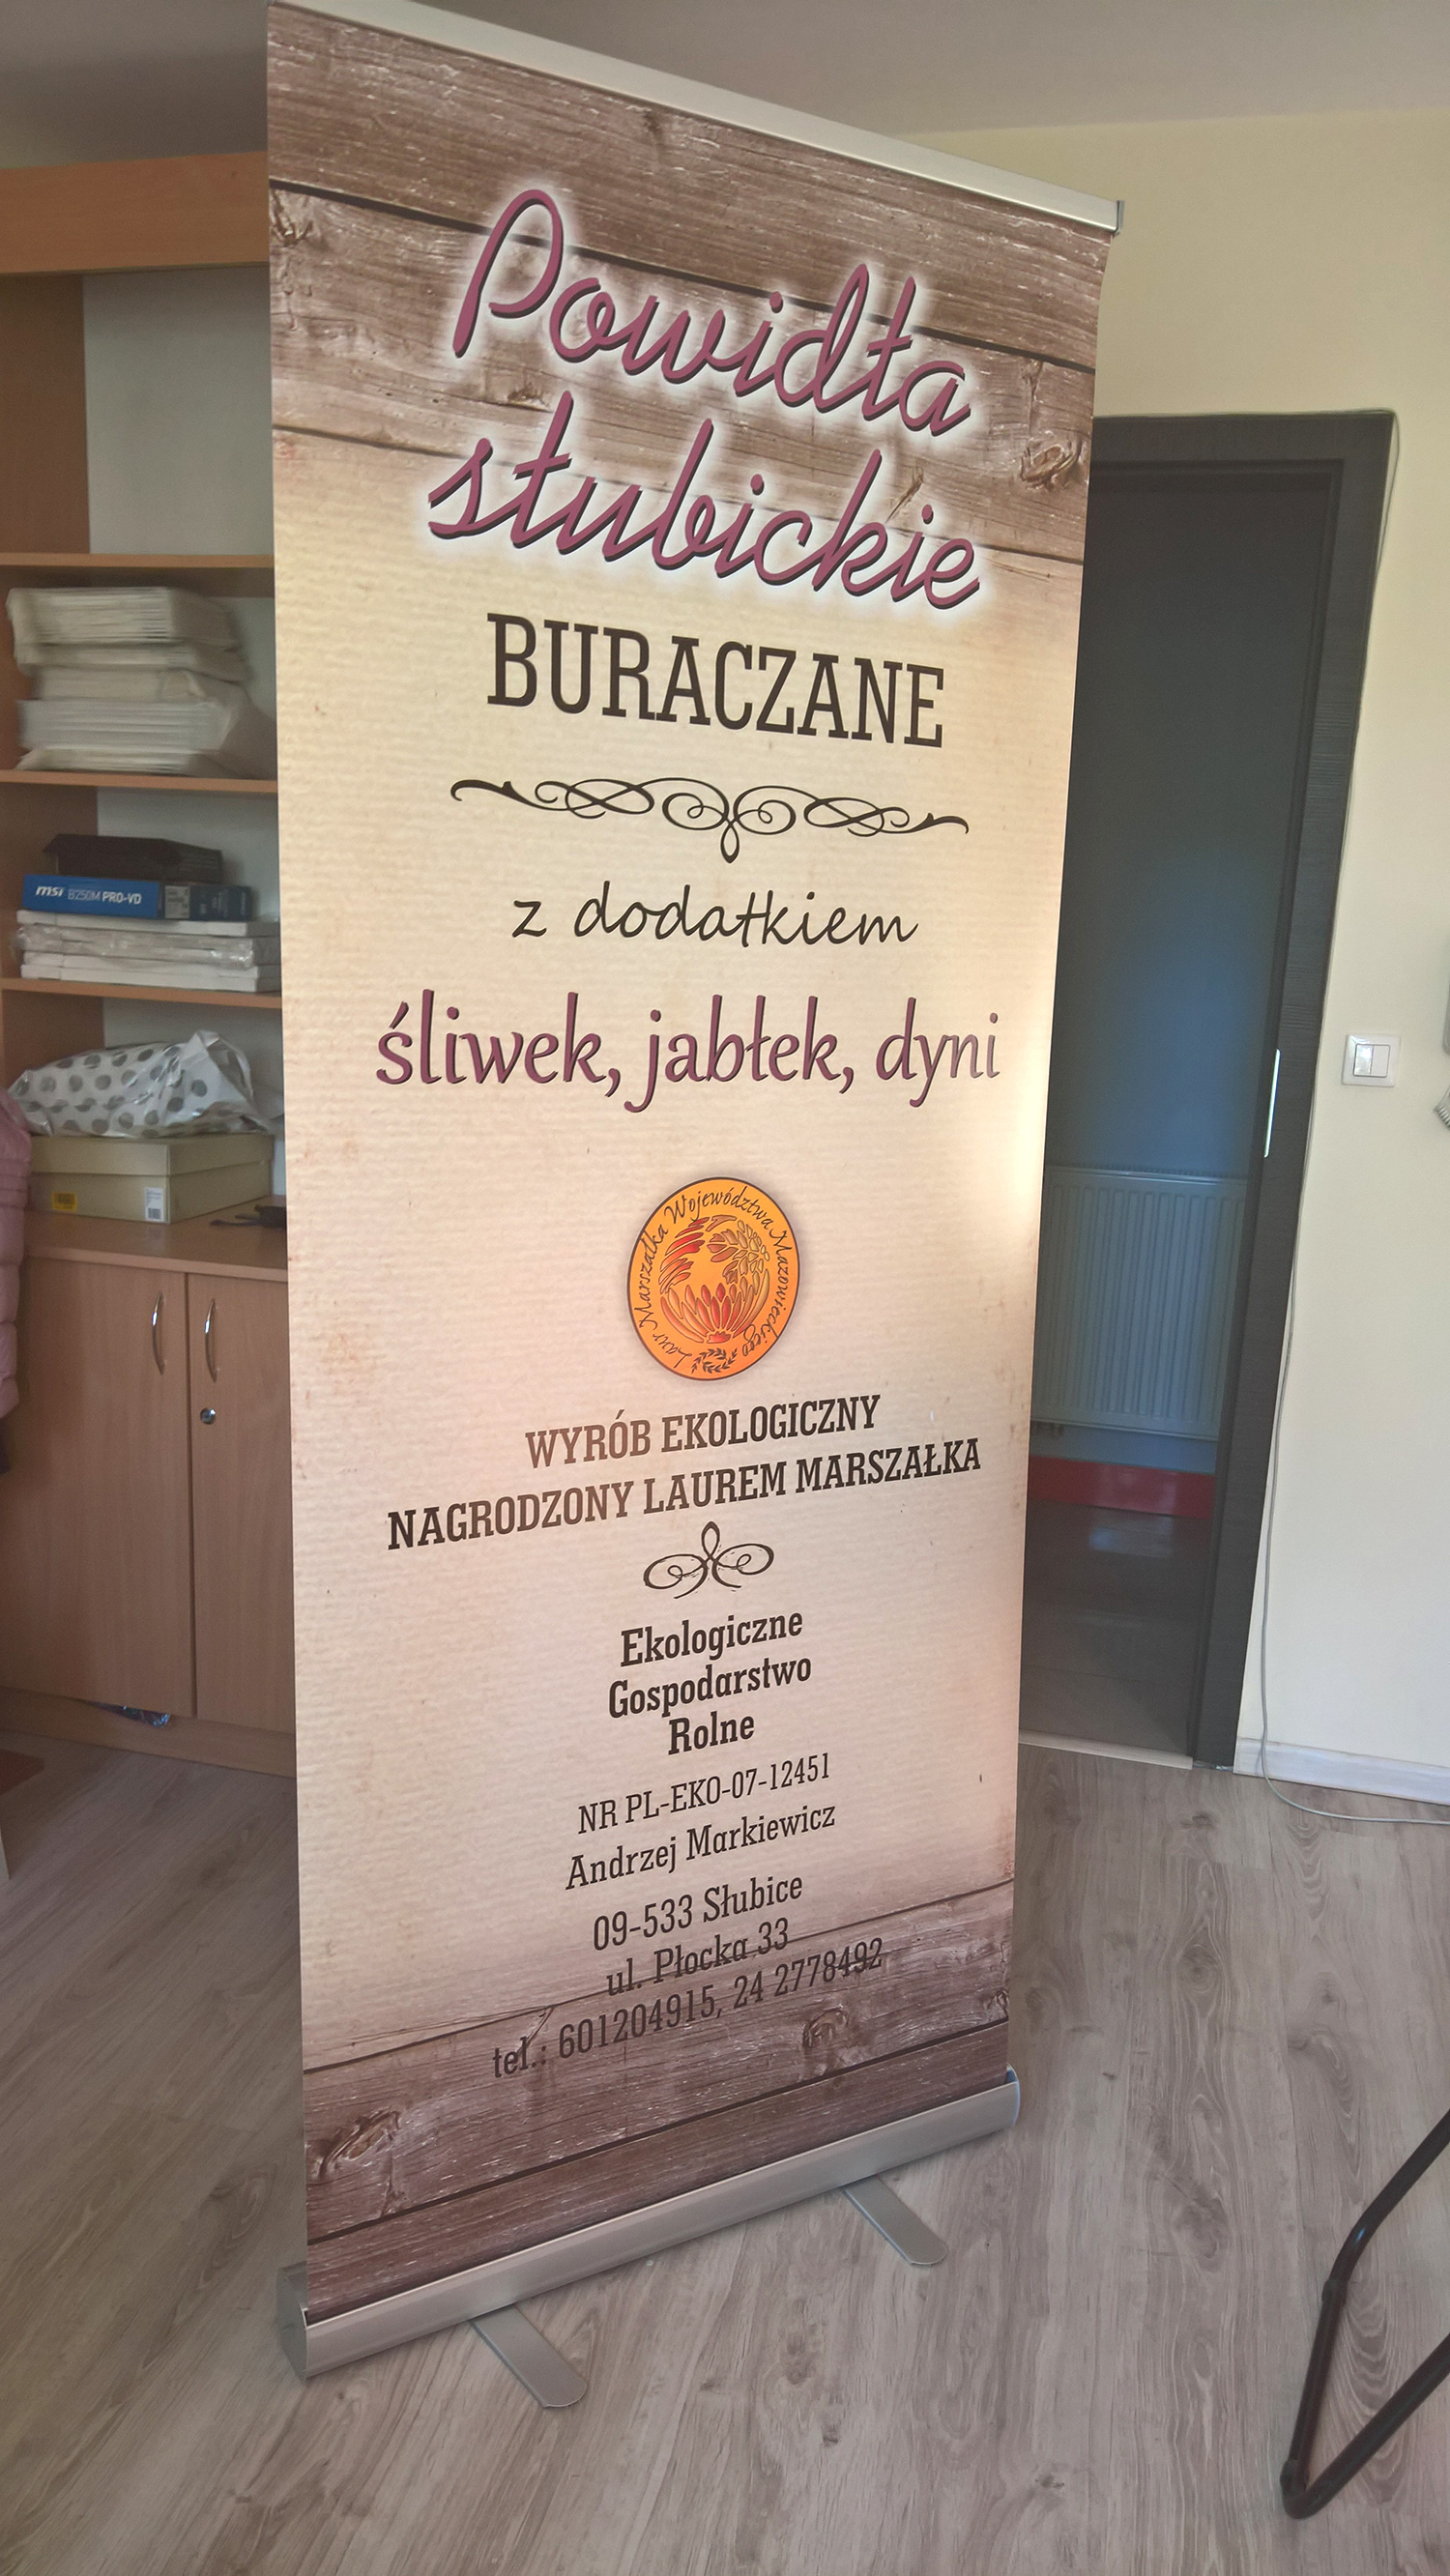 Powidła
słubickie
BURACZANE
z dodatkiem
śliwek, jabłek, dyni
Laur Marszałka Województwa Mazowieckiego
WYRÓB EKOLOGICZNY
NAGRODZONY LAUREM MARSZAŁKA
Ekologiczne
Gospodarstwo
Rolne
NR PL-EKO-07-12451
Andrzej Markiewicz
09-533 Słubice
ul. Płocka 33
tel.: 601204915, 24 2778492
msi B250M PRO-VD